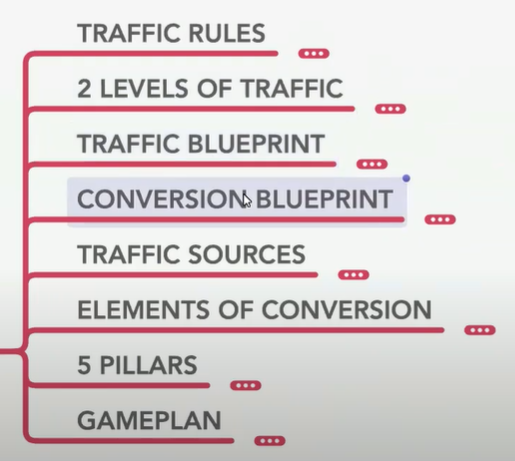 TRAFFIC RULES
2 LEVELS OF TRAFFIC
TRAFFIC BLUEPRINT
CONVERSION BLUEPRINT
TRAFFIC SOURCES
ELEMENTS OF CONVERSION
5 PILLARS
GAMEPLAN